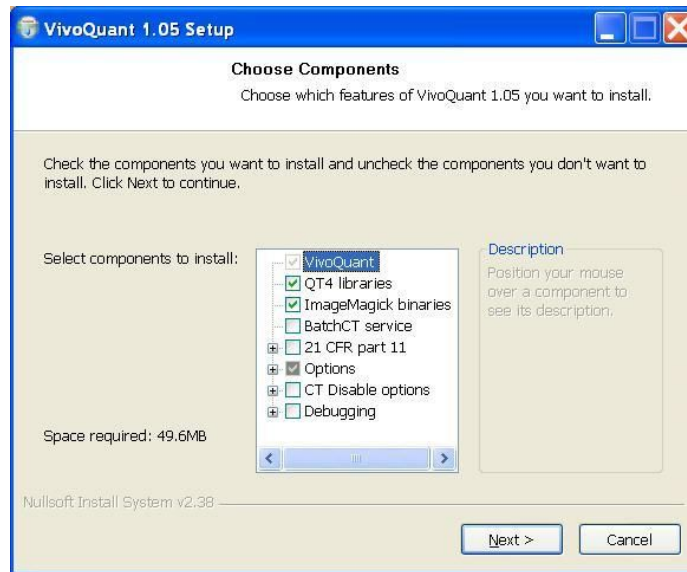 VivoQuant 1.05 Setup
Choose Components
Choose which features of VivoQuant 1.05 you want to install.
Check the components you want to install and uncheck the components you don't want to
install. Click Next to continue.
Select components to install:
VivoQuant
QT4 libraries
ImageMagick binaries
BatchCT service
21 CFR part 11
Options
CT Disable options
Debugging
Description
Position your mouse
over a component to
see its description.
Space required: 49.6MB
Nullsoft Install System v2.38
Next >
Cancel